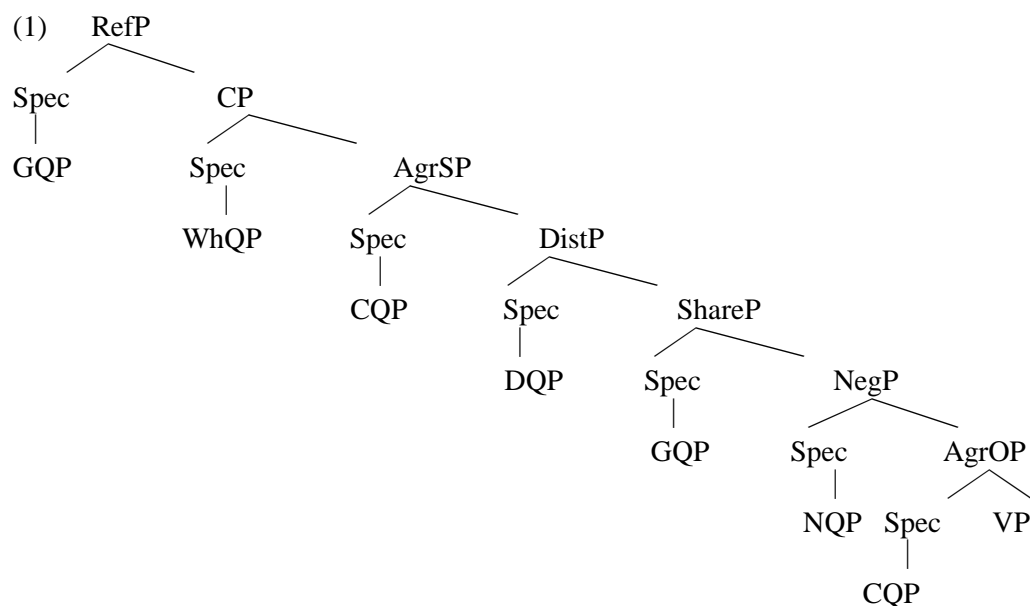 (1) RefP
Spec CP
GQP Spec AgrSP
WhQP Spec DistP
CQP Spec ShareP
DQP Spec NegP
GQP Spec AgrOP
NQP Spec VP
CQP